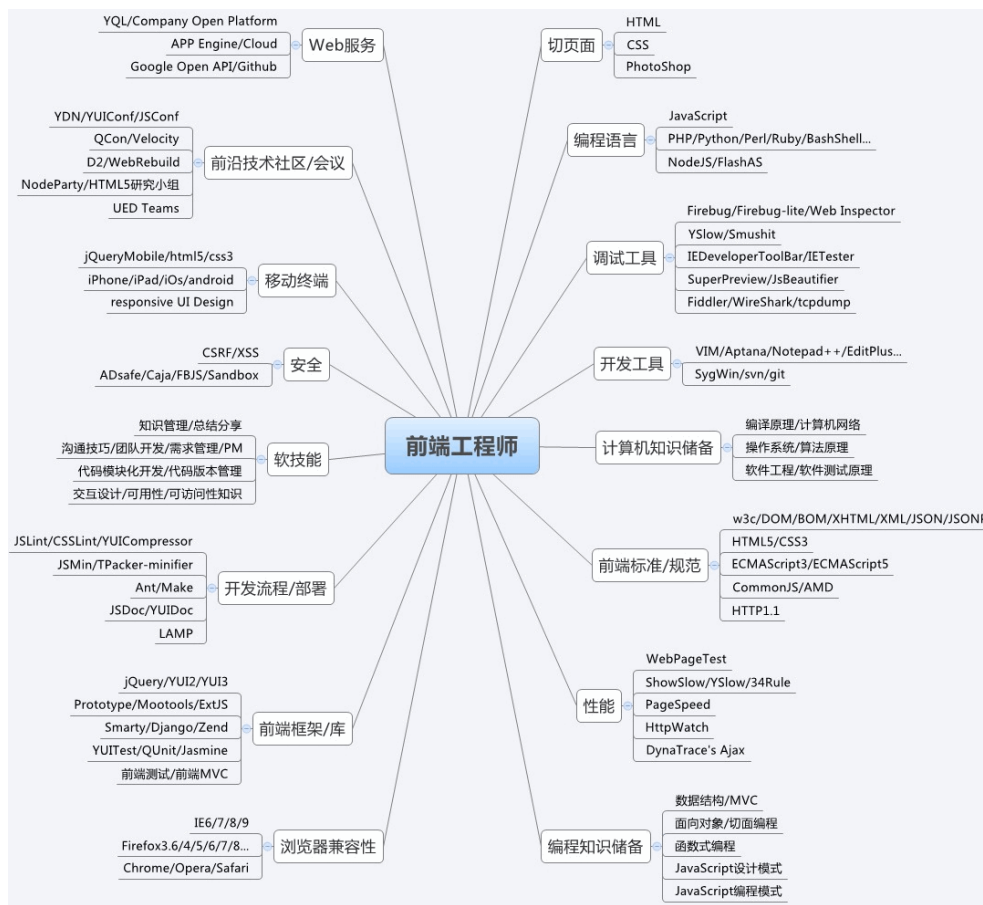 前端工程师
Web服务
YQL/Company Open Platform
APP Engine/Cloud
Google Open API/Github
前沿技术社区/会议
YDN/YUIConf/JSConf
QCon/Velocity
D2/WebRebuild
NodeParty/HTML5研究小组
UED Teams
移动终端
jQueryMobile/html5/css3
iPhone/iPad/iOs/android
responsive UI Design
安全
CSRF/XSS
ADsafe/Caja/FBJS/Sandbox
软技能
知识管理/总结分享
沟通技巧/团队开发/需求管理/PM
代码模块化开发/代码版本管理
交互设计/可用性/可访问性知识
开发流程/部署
JSLint/CSSLint/YUICompressor
JSMin/TPacker-minifier
Ant/Make
JSDoc/YUIDoc
LAMP
前端框架/库
jQuery/YUI2/YUI3
Prototype/Mootools/ExtJS
Smarty/Django/Zend
YUITest/QUnit/Jasmine
前端测试/前端MVC
浏览器兼容性
IE6/7/8/9
Firefox3.6/4/5/6/7/8...
Chrome/Opera/Safari
切页面
HTML
CSS
PhotoShop
编程语言
JavaScript
PHP/Python/Perl/Ruby/BashShell...
NodeJS/FlashAS
调试工具
Firebug/Firebug-lite/Web Inspector
YSlow/Smushit
IEDeveloperToolBar/IETester
SuperPreview/JsBeautifier
Fiddler/WireShark/tcpdump
开发工具
VIM/Aptana/Notepad++/EditPlus...
SygWin/svn/git
计算机知识储备
编译原理/计算机网络
操作系统/算法原理
软件工程/软件测试原理
前端标准/规范
w3c/DOM/BOM/XHTML/XML/JSON/JSONP
HTML5/CSS3
ECMAScript3/ECMAScript5
CommonJS/AMD
HTTP1.1
性能
WebPageTest
ShowSlow/YSlow/34Rule
PageSpeed
HttpWatch
DynaTrace's Ajax
编程知识储备
数据结构/MVC
面向对象/切面编程
函数式编程
JavaScript设计模式
JavaScript编程模式